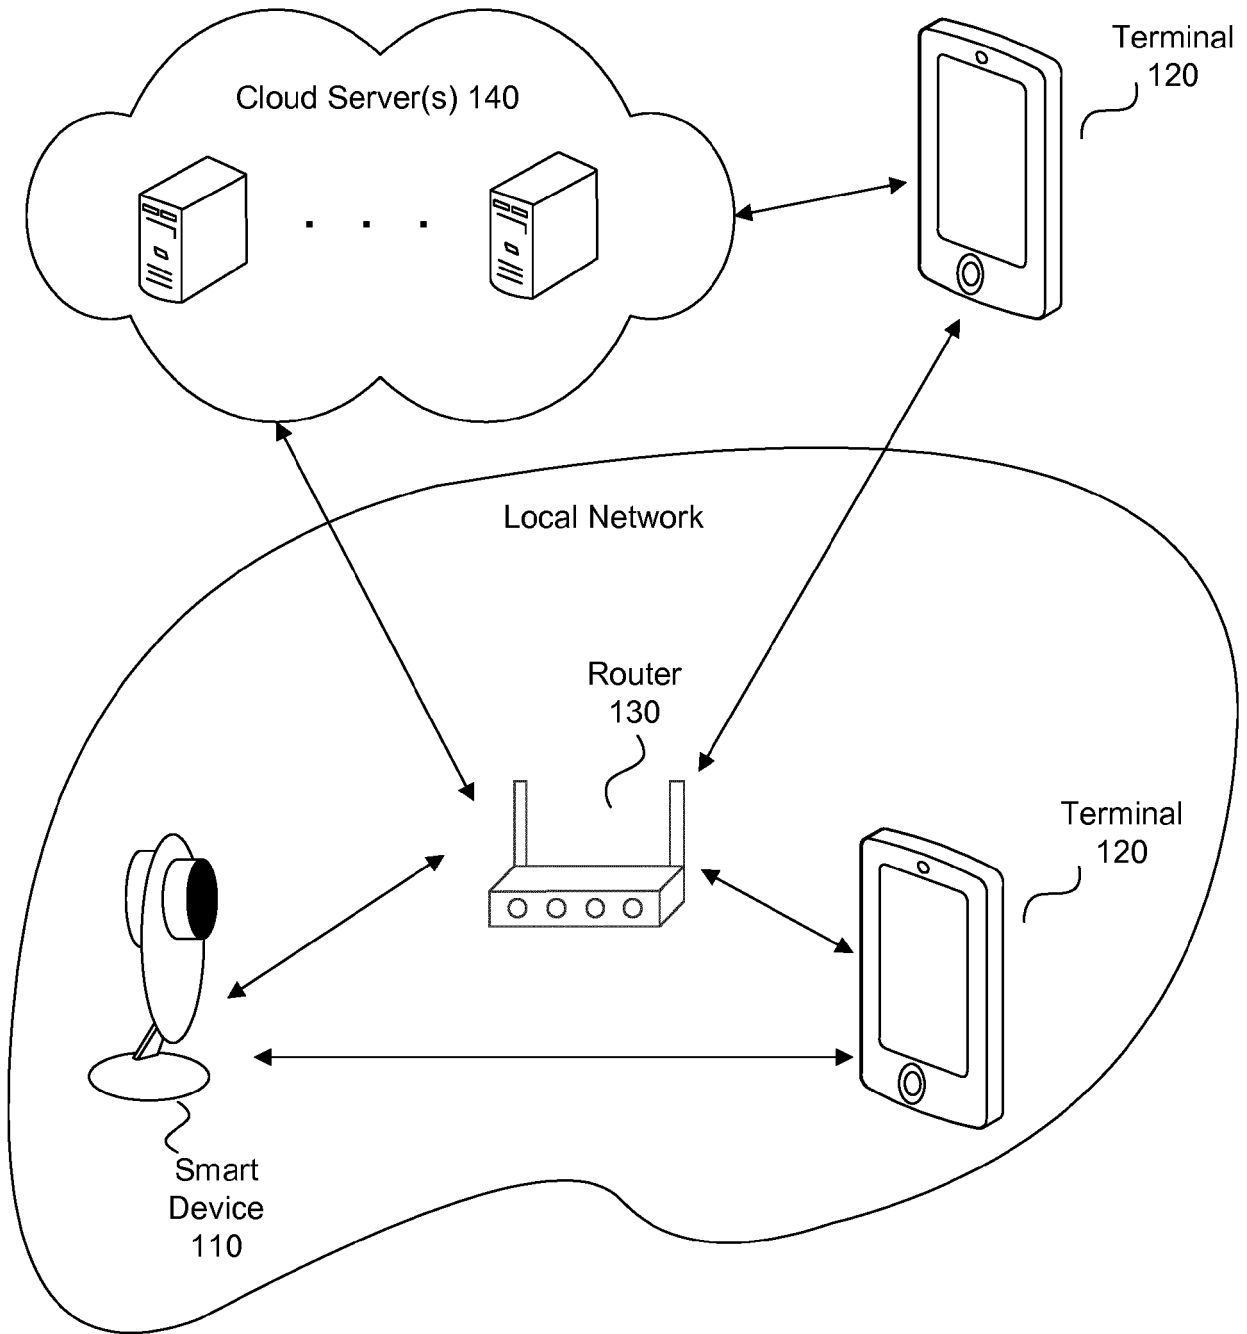 Cloud Server(s) 140
Terminal
120
Local Network
Router
130
Terminal
120
Smart
Device
110